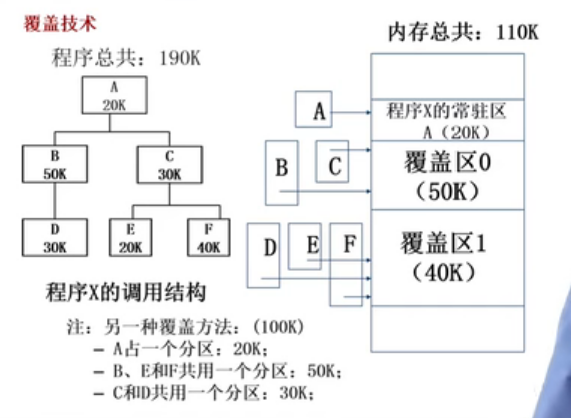 覆盖技术
程序总共：190K
A
20K
B
50K
C
30K
D
30K
E
20K
F
40K
程序X的调用结构
内存总共：110K
A
程序X的常驻区
A（20K）
B
C
覆盖区0
（50K）
D
E
F
覆盖区1
（40K）
注：另一种覆盖方法：(100K)
– A占一个分区：20K；
– B、E和F共用一个分区：50K；
– C和D共用一个分区：30K；